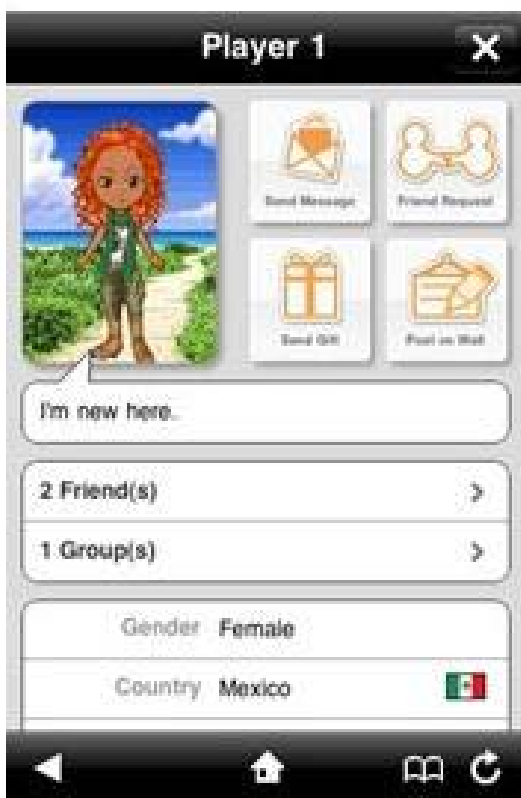 Player 1
Send Message
Friend Request
Send Gift
Post on Wall
I'm new here.
2 Friend(s)
1 Group(s)
Gender Female
Country Mexico